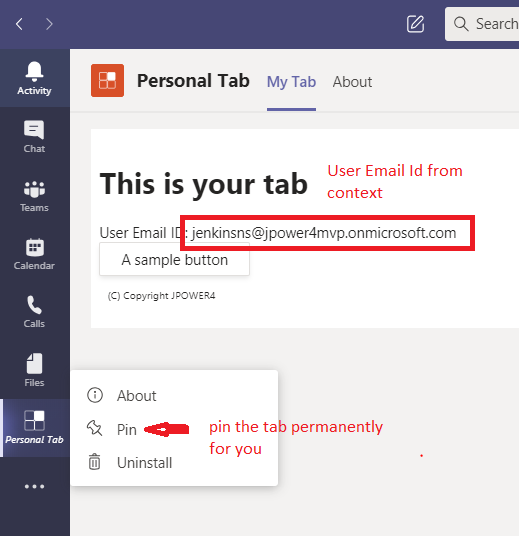 Search
Activity
Chat
Teams
Calendar
Calls
Files
Personal Tab
Personal Tab
My Tab
About
User Email Id from
context
This is your tab
User Email ID: jenkinsns@jpower4mvp.onmicrosoft.com
A sample button
(C) Copyright JPOWER4
About
Pin
Uninstall
pin the tab permanently
for you